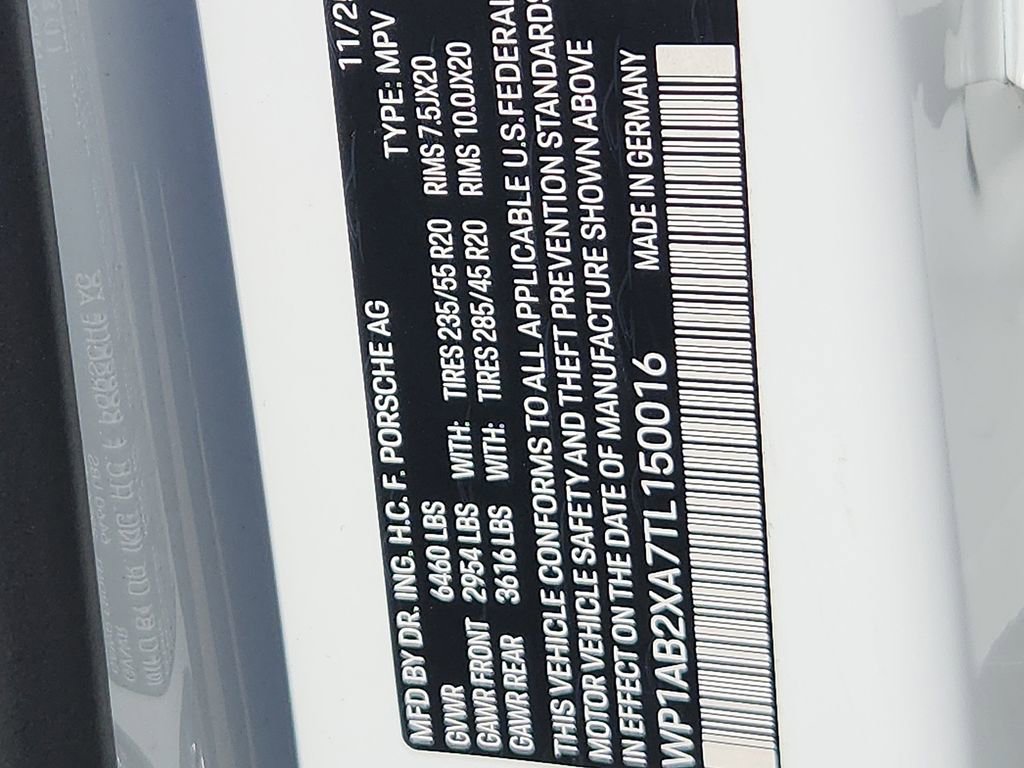 11/2
MFD BY DR. ING. H.C. F. PORSCHE AG TYPE: MPV
GVWR 6460 LBS WITH: TIRES 235/55 R20 RIMS 7.5JX20
GAWR FRONT 2954 LBS WITH: TIRES 285/45 R20 RIMS 10.0JX20
GAWR REAR 3616 LBS
THIS VEHICLE CONFORMS TO ALL APPLICABLE U.S.FEDERAL
MOTOR VEHICLE SAFETY AND THEFT PREVENTION STANDARDS
IN EFFECT ON THE DATE OF MANUFACTURE SHOWN ABOVE
WP1AB2XA7TL150016 MADE IN GERMANY